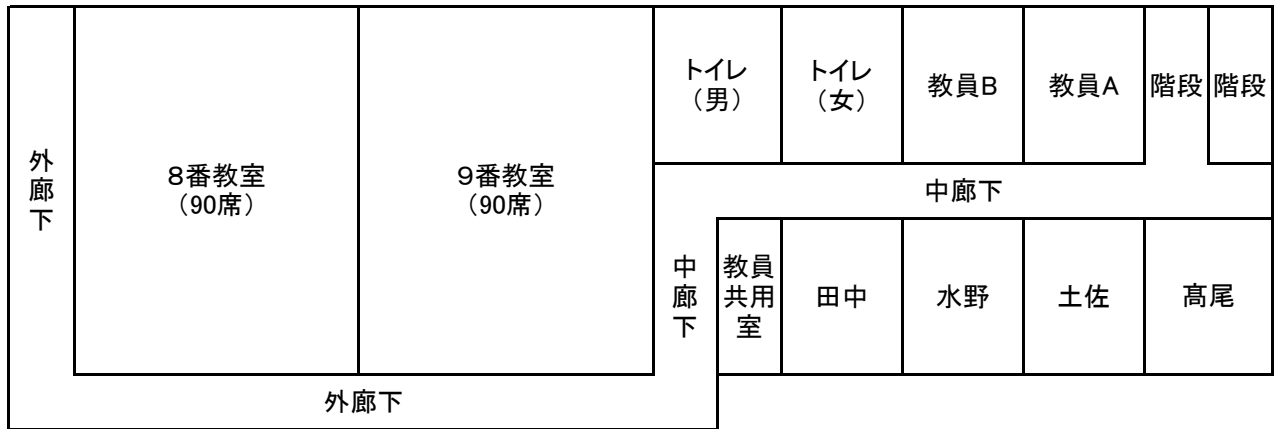 外廊下
8番教室
（90席）
9番教室
（90席）
トイレ
（男）
トイレ
（女）
教員B
教員A
階段
階段
中廊下
中廊下
教員
共用
室
田中
水野
土佐
髙尾
外廊下